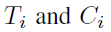 T_i and C_i